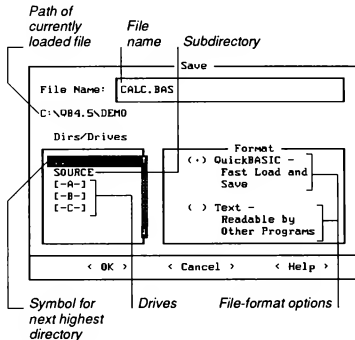 Path of
currently
loaded file
File
name
Subdirectory
Save
File Name:
CALC.BAS
C:\QB4.5\DEMO
Dirs/Drives
SOURCE
[-A-]
[-B-]
[-C-]
Format
(·) QuickBASIC -
Fast Load and
Save
( ) Text -
Readable by
Other Programs
< OK >
< Cancel >
< Help >
Symbol for
next highest
directory
Drives
File-format options